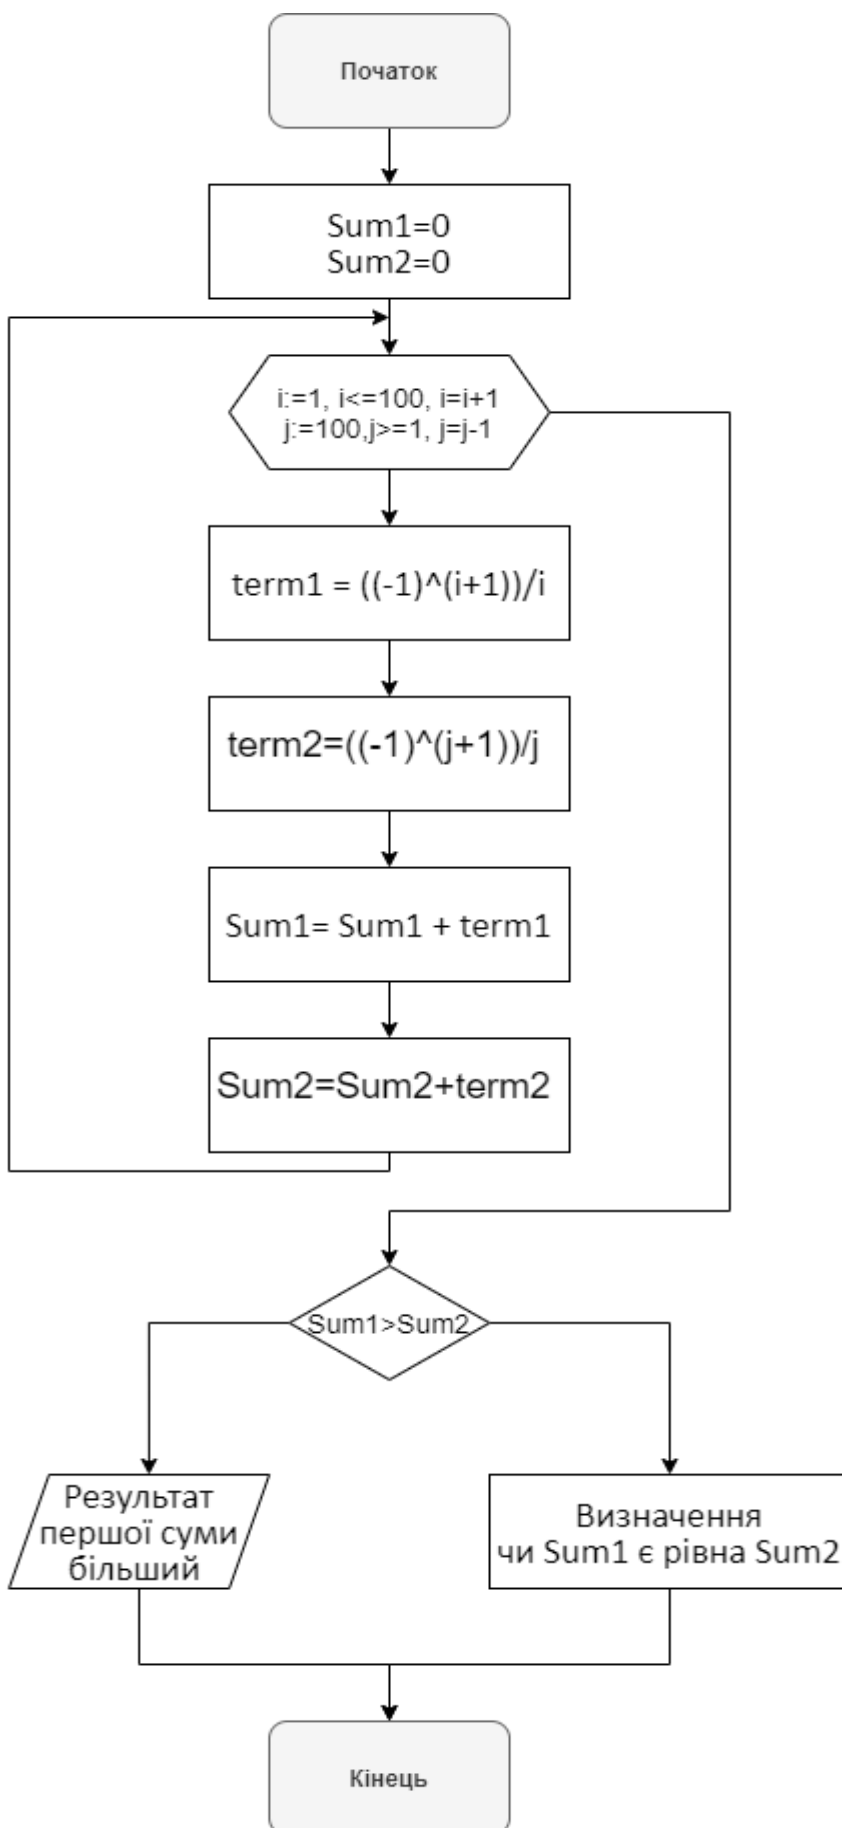 Початок
Sum1=0
Sum2=0
i:=1, i<=100, i=i+1
j:=100,j>=1, j=j-1
term1 = ((-1)^(i+1))/i
term2=((-1)^(j+1))/j
Sum1= Sum1 + term1
Sum2=Sum2+term2
Sum1>Sum2
Результат
першої суми
більший
Визначення
чи Sum1 є рівна Sum2
Кінець